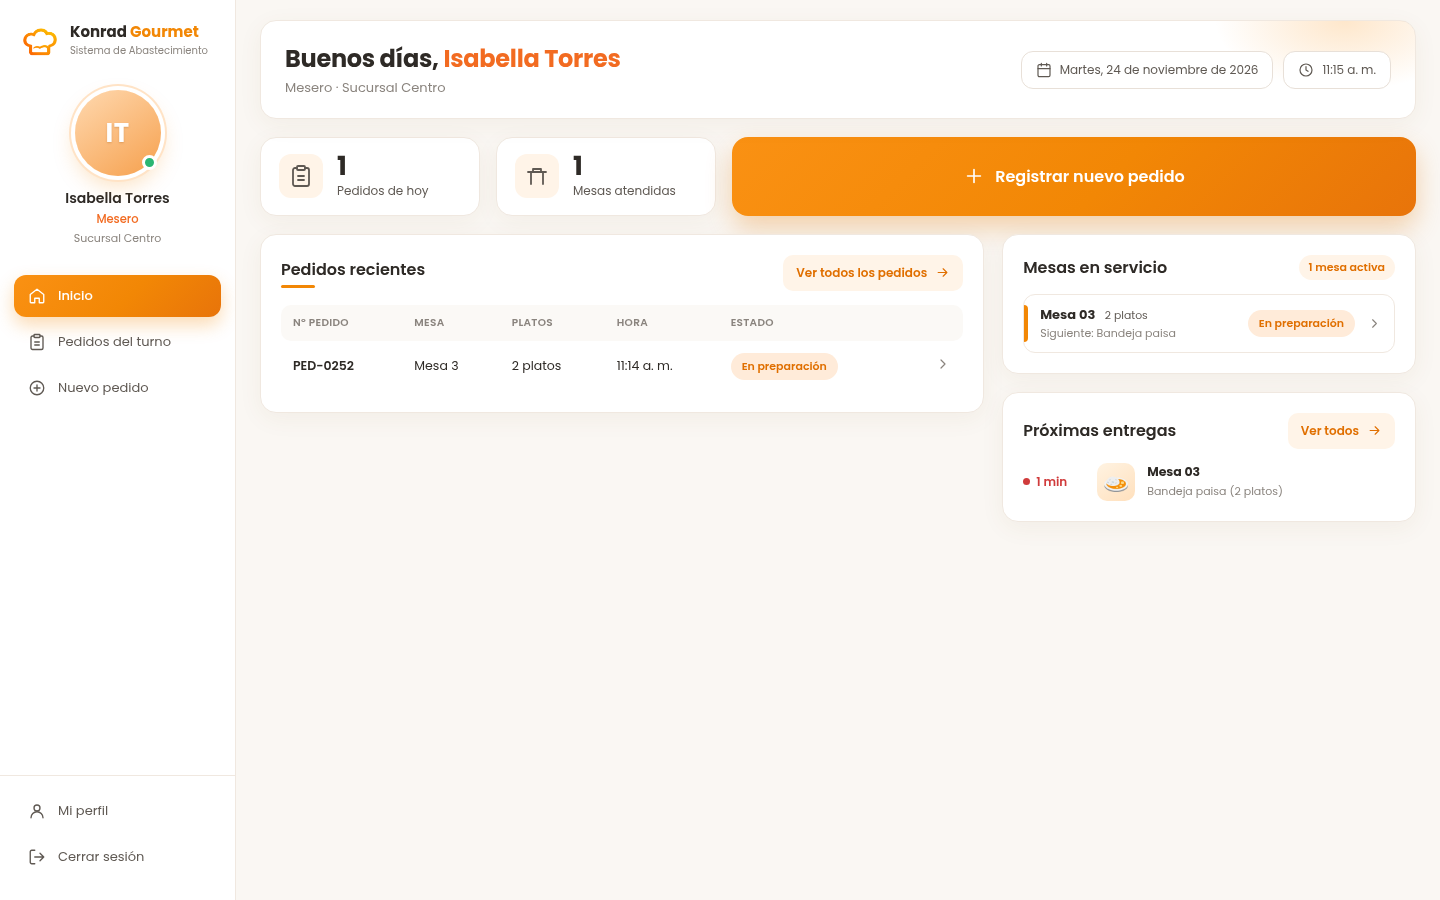 Konrad Gourmet
Sistema de Abastecimiento
IT
Isabella Torres
Mesero
Sucursal Centro
Inicio
Pedidos del turno
Nuevo pedido
Mi perfil
Cerrar sesión
Buenos días, Isabella Torres
Mesero · Sucursal Centro
Martes, 24 de noviembre de 2026
11:15 a. m.
1
Pedidos de hoy
1
Mesas atendidas
Registrar nuevo pedido
Pedidos recientes
Ver todos los pedidos
Nº PEDIDO MESA PLATOS HORA ESTADO
PED-0252 Mesa 3 2 platos 11:14 a. m. En preparación
Mesas en servicio
1 mesa activa
Mesa 03 2 platos
Siguiente: Bandeja paisa
En preparación
Próximas entregas
Ver todos
1 min
Mesa 03
Bandeja paisa (2 platos)